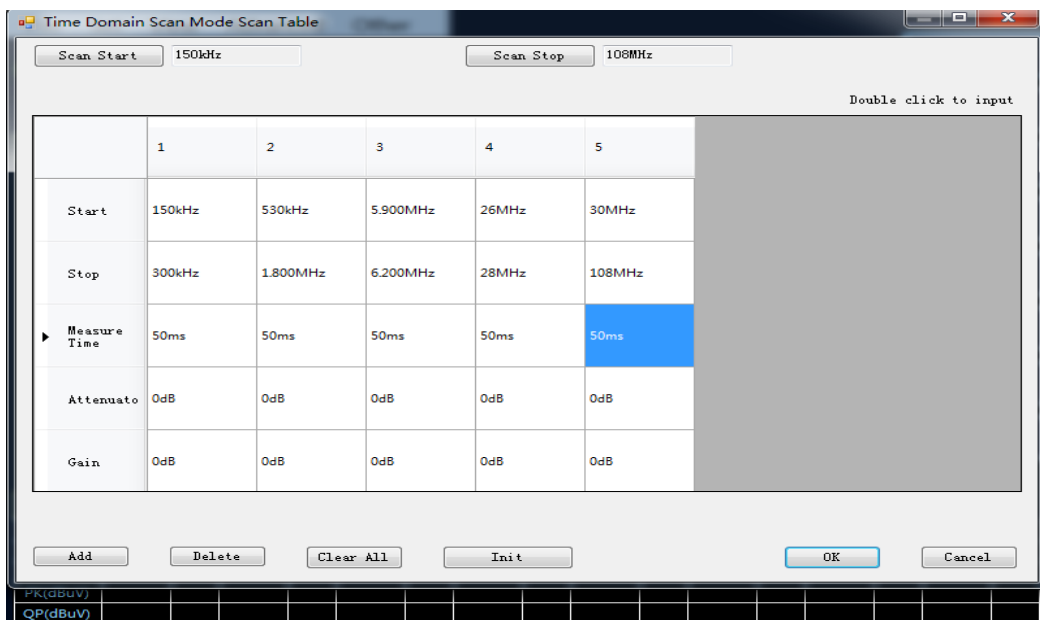 Time Domain Scan Mode Scan Table
Scan Start 150kHz Scan Stop 108MHz
Double click to input
1 2 3 4 5
Start 150kHz 530kHz 5.900MHz 26MHz 30MHz
Stop 300kHz 1.800MHz 6.200MHz 28MHz 108MHz
Measure
Time 50ms 50ms 50ms 50ms 50ms
Attenuato 0dB 0dB 0dB 0dB 0dB
Gain 0dB 0dB 0dB 0dB 0dB
Add Delete Clear All Init OK Cancel
PK(dBuV)
QP(dBuV)